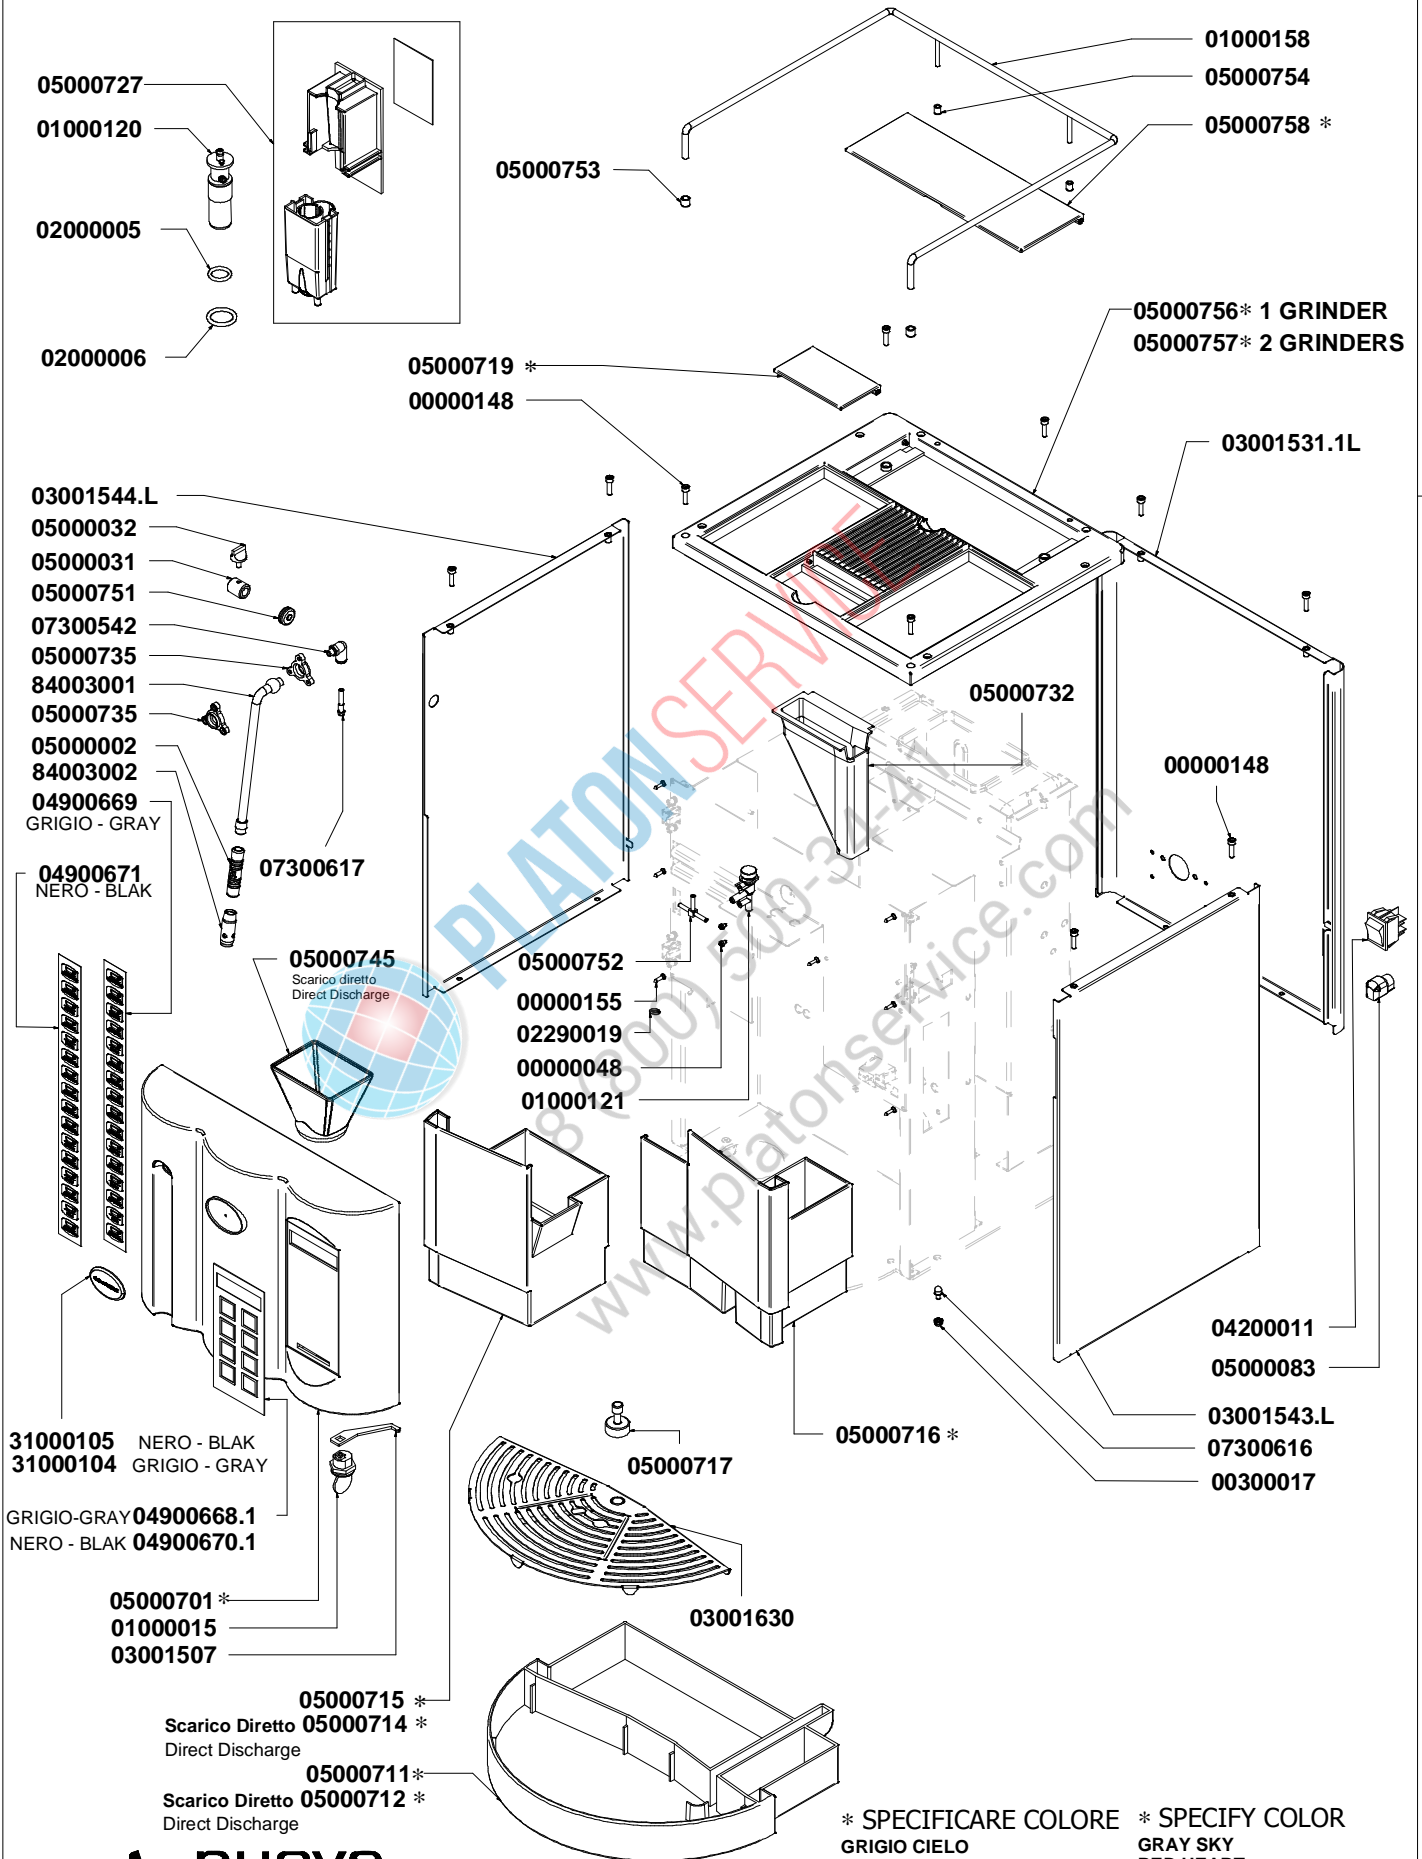 05000727
01000120
02000005
02000006
01000158
05000754
05000758 *
05000753
05000756* 1 GRINDER
05000757* 2 GRINDERS
05000719 *
00000148
03001531.1L
03001544.L
05000032
05000031
05000751
07300542
05000735
84003001
05000735
05000002
84003002
04900669
GRIGIO - GRAY
04900671
NERO - BLAK
07300617
05000732
00000148
05000745
Scarico diretto
Direct Discharge
05000752
00000155
02290019
00000048
01000121
PLATONSERVICE
8 (800) 500-34-41
www.platonservice.com
04200011
05000083
03001543.L
07300616
00300017
31000105 NERO - BLAK
31000104 GRIGIO - GRAY
GRIGIO-GRAY 04900668.1
NERO - BLAK 04900670.1
05000701 *
01000015
03001507
05000717
05000716 *
03001630
05000715 *
Scarico Diretto 05000714 *
Direct Discharge
05000711*
Scarico Diretto 05000712 *
Direct Discharge
* SPECIFICARE COLORE
GRIGIO CIELO
* SPECIFY COLOR
GRAY SKY